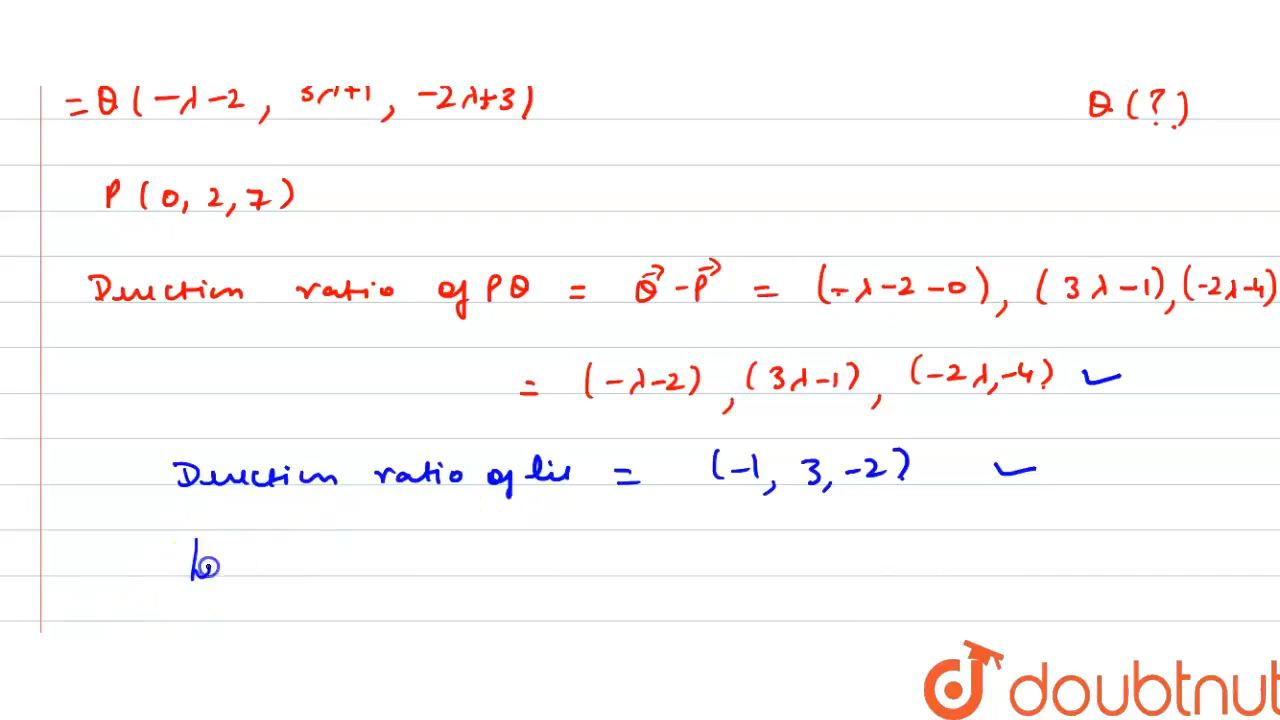 = Q (-λ-2, 3λ+1, -2λ+3)
Q (?)
P (0, 2, 7)
Direction ratio of PQ = Q⃗ - P⃗ = (-λ-2-0), (3λ-1), (-2λ-4)
= (-λ-2), (3λ-1), (-2λ,-4) ✓
Direction ratio of lie = (-1, 3, -2) ✓
doubtnut